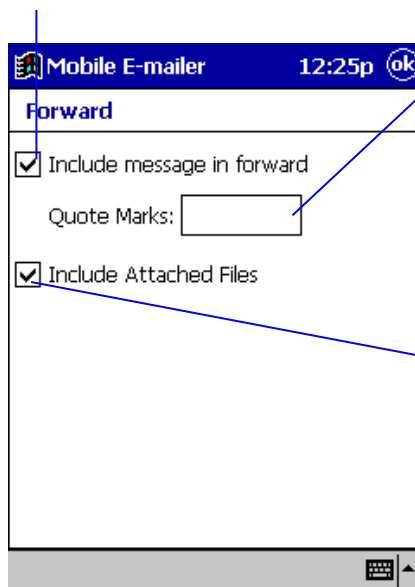 Mobile E-mailer 12:25p ok
Forward
Include message in forward
Quote Marks:
Include Attached Files